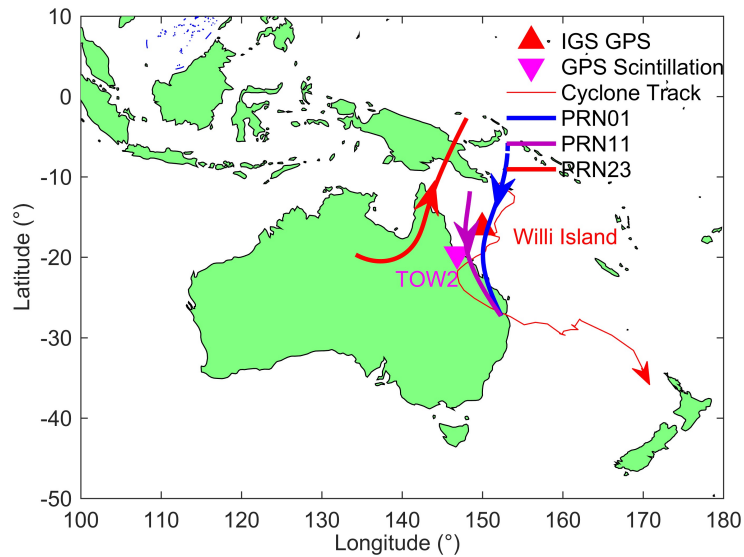 10
0
-10
-20
-30
-40
-50
100
110
120
130
140
150
160
170
180
Latitude (°)
Longitude (°)
IGS GPS
GPS Scintillation
Cyclone Track
PRN01
PRN11
PRN23
Willi Island
TOW2